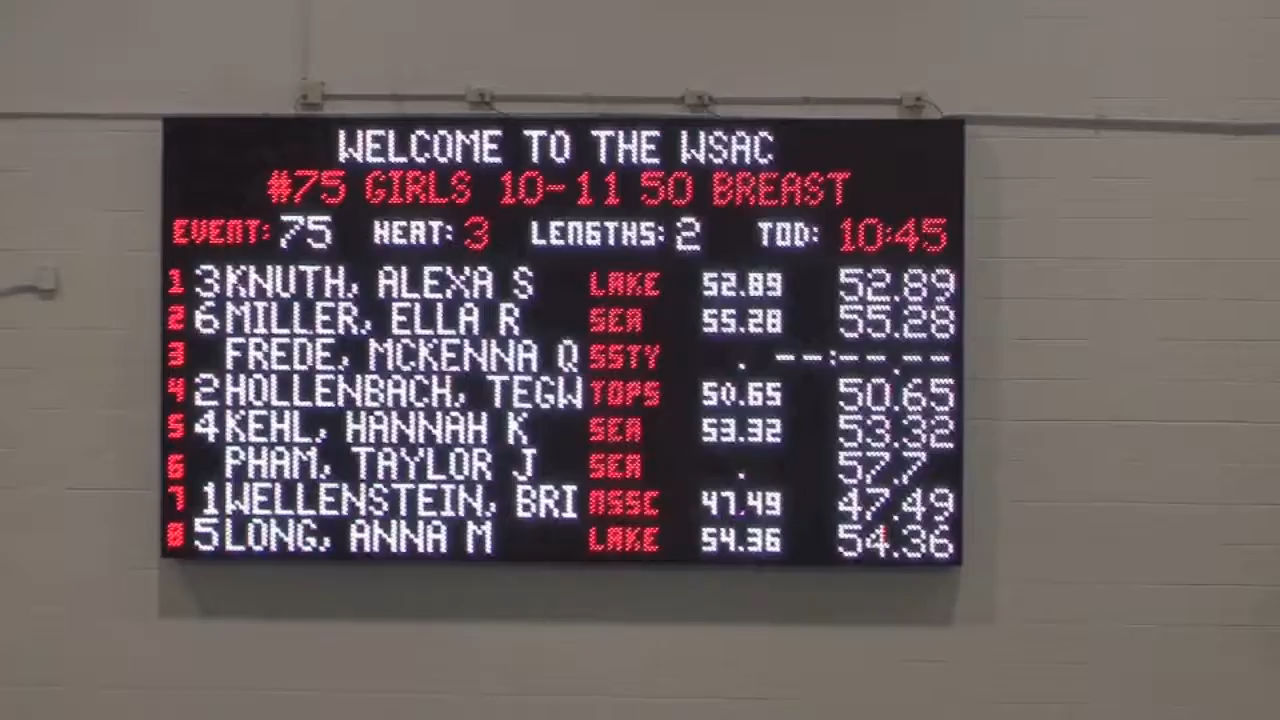 WELCOME TO THE WSAC
#75 GIRLS 10-11 50 BREAST
EVENT: 75 HEAT: 3 LENGTHS: 2 TOD: 10:45
1 3 KNUTH, ALEXA S LAKE 52.89 52.89
2 6 MILLER, ELLA R SEA 55.28 55.28
3 FREDE, MCKENNA Q SSTY . --:--.--
4 2 HOLLENBACH, TEGW TOPS 50.65 50.65
5 4 KEHL, HANNAH K SEA 53.32 53.32
6 PHAM, TAYLOR J SEA . 57.7
7 1 WELLENSTEIN, BRI MSSC 47.49 47.49
8 5 LONG, ANNA M LAKE 54.36 54.36